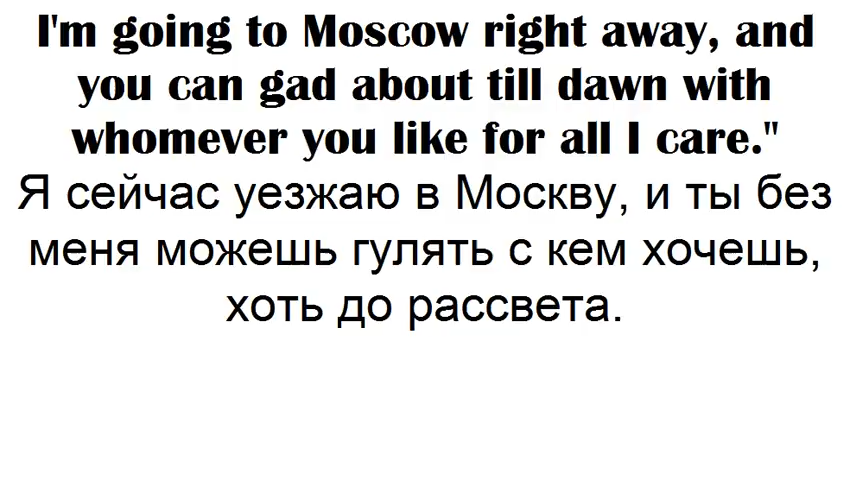 I'm going to Moscow right away, and
you can gad about till dawn with
whomever you like for all I care."
Я сейчас уезжаю в Москву, и ты без
меня можешь гулять с кем хочешь,
хоть до рассвета.